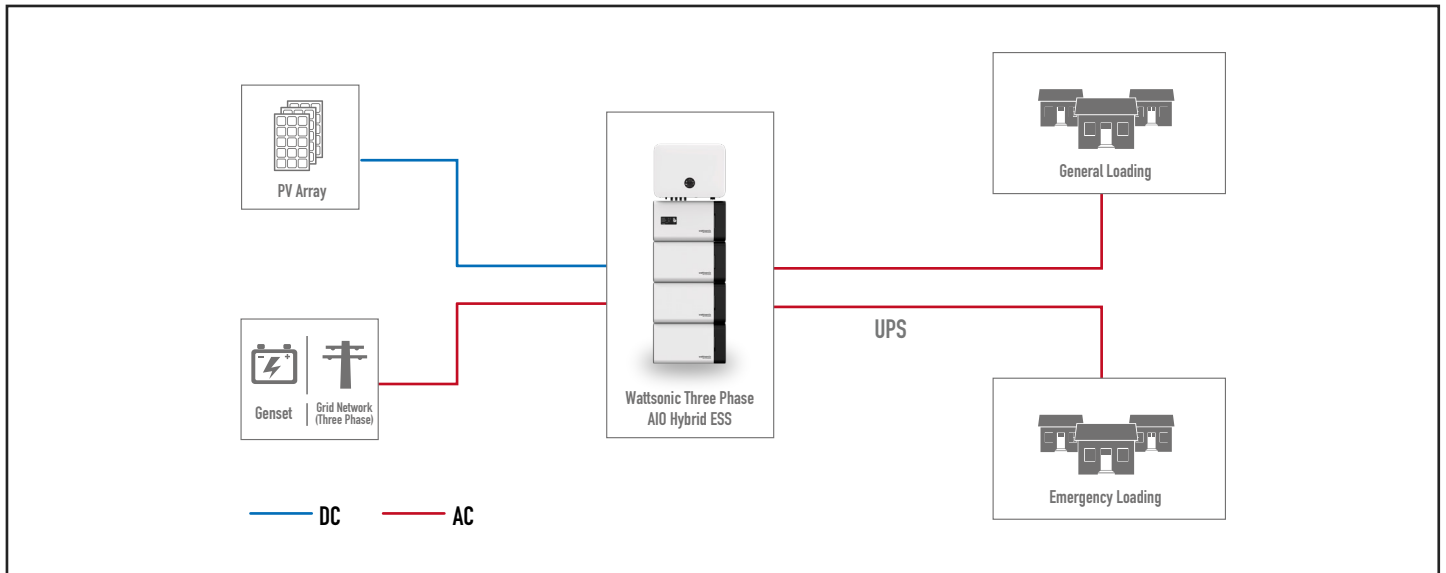 PV Array
Genset
Grid Network
(Three Phase)
Wattsonic Three Phase
AIO Hybrid ESS
General Loading
UPS
Emergency Loading
DC
AC